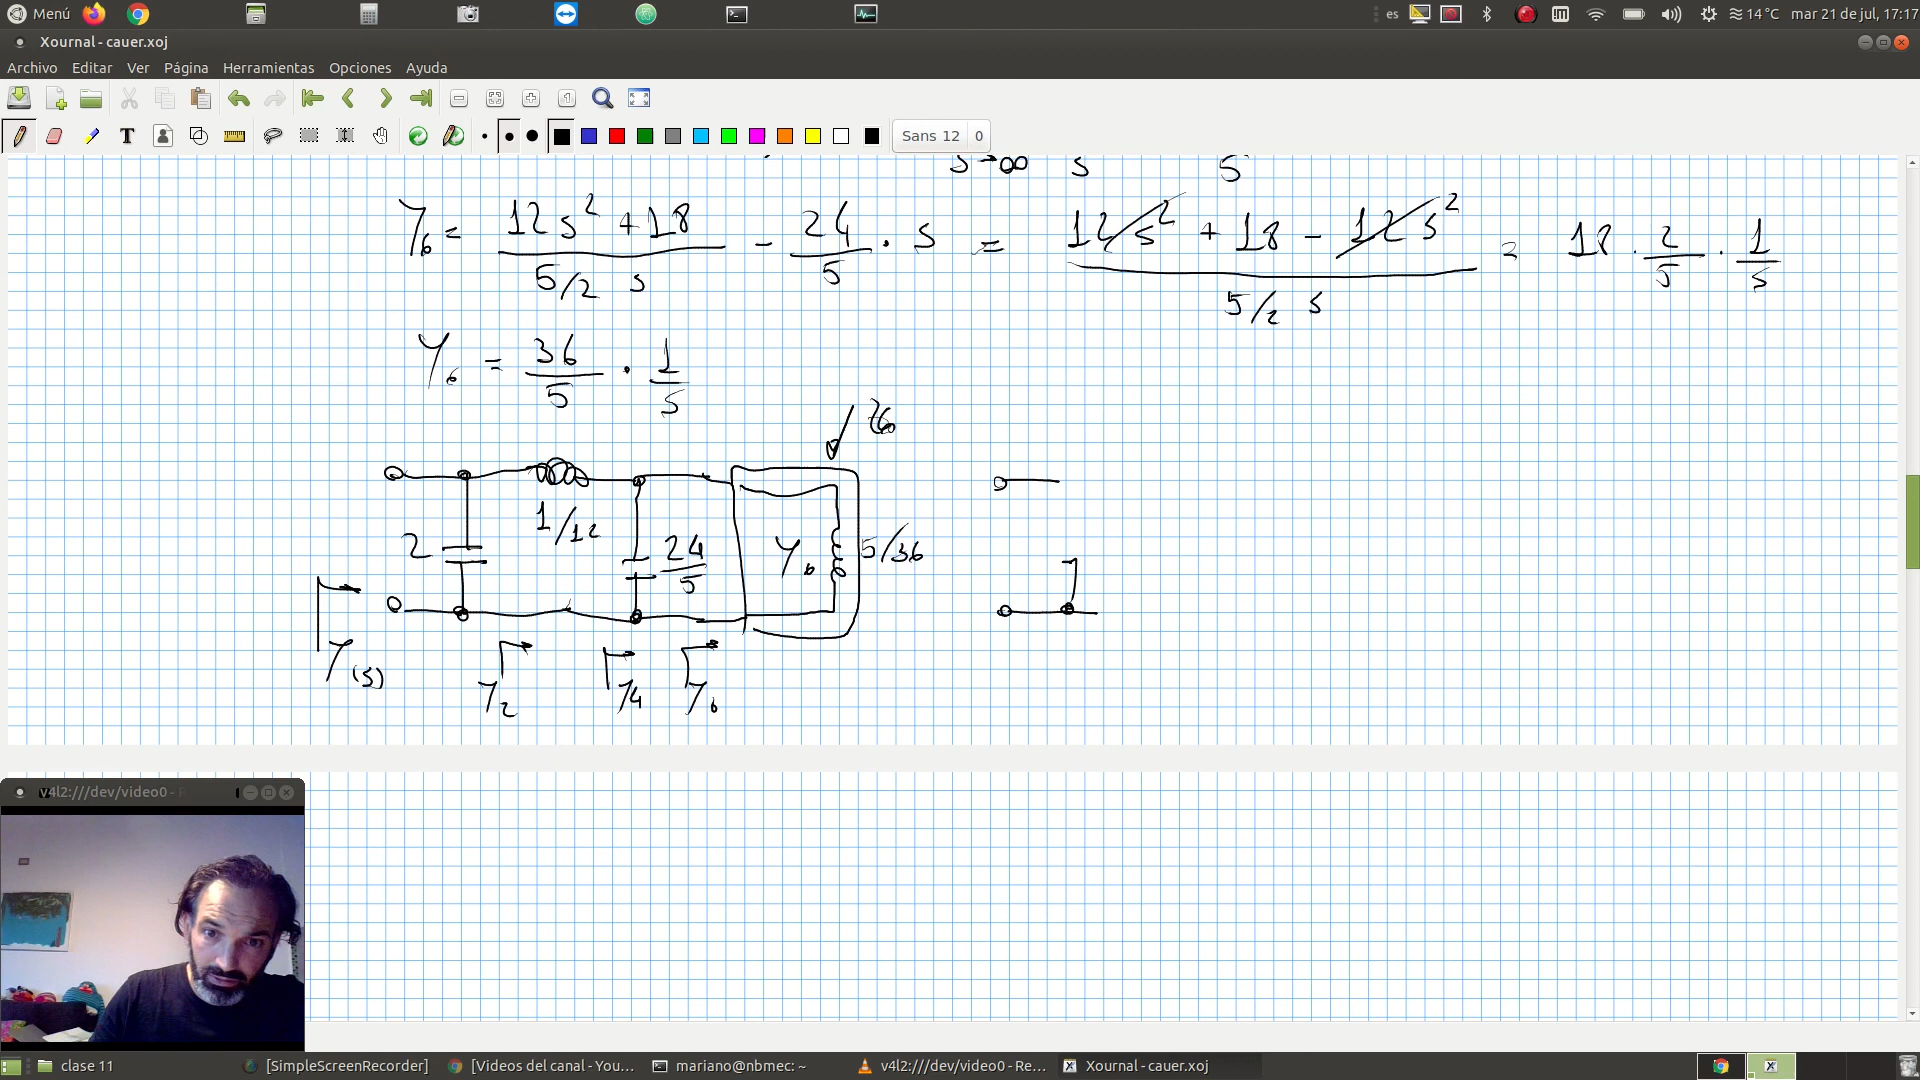 Menú
es
14 °C
mar 21 de jul, 17:17
Xournal - cauer.xoj
Archivo Editar Ver Página Herramientas Opciones Ayuda
Sans 12 0
s→∞ s 5
Y6 = 12 s² + 18 / 5/2 s - 24/5 · s = 12 s² + 18 - 12 s² / 5/2 s = 18 · 2/5 · 1/s
Y6 = 36/5 · 1/s
1/12
2
24/5
Y6
5/36
Y(s)
Y2
Y4
Y6
v4l2:///dev/video0 - R
clase 11
[SimpleScreenRecorder]
[Videos del canal - You...
mariano@nbmec: ~
v4l2:///dev/video0 - Re...
Xournal - cauer.xoj